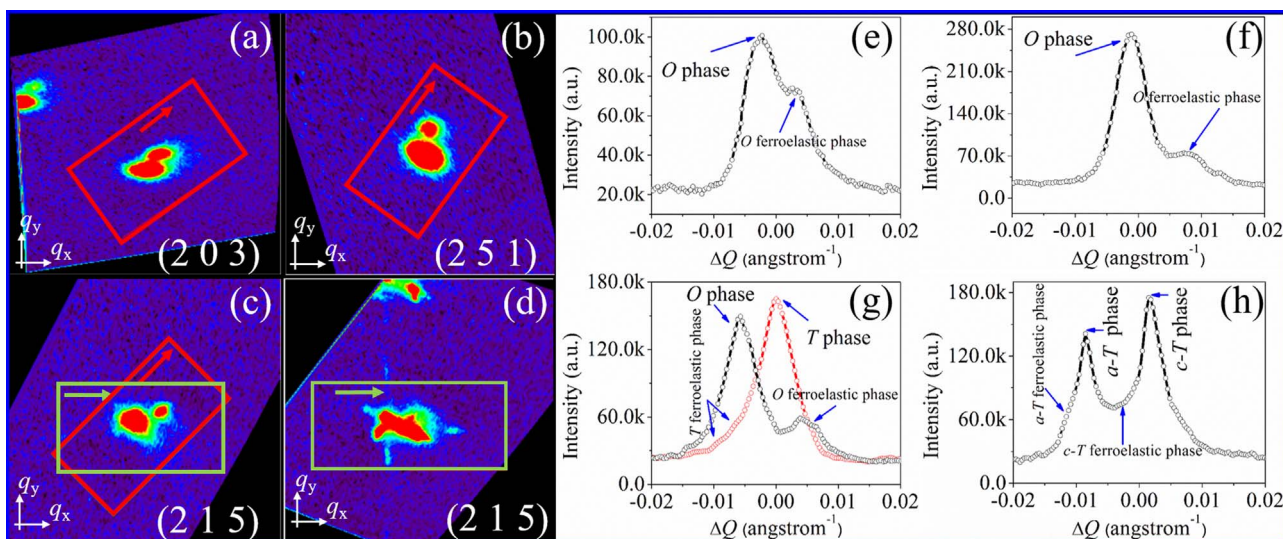 (a)
q_y
q_x
(2 0 3)
(b)
q_y
q_x
(2 5 1)
(c)
q_y
q_x
(2 1 5)
(d)
q_y
q_x
(2 1 5)
(e)
Intensity (a.u.)
100.0k
80.0k
60.0k
40.0k
20.0k
O phase
O ferroelastic phase
-0.02 -0.01 0.00 0.01 0.02
ΔQ (angstrom⁻¹)
(f)
Intensity (a.u.)
280.0k
210.0k
140.0k
70.0k
0.0
O phase
O ferroelastic phase
-0.02 -0.01 0.00 0.01 0.02
ΔQ (angstrom⁻¹)
(g)
Intensity (a.u.)
180.0k
120.0k
60.0k
0.0
O phase
T phase
T ferroelastic phase
O ferroelastic phase
-0.02 -0.01 0.00 0.01 0.02
ΔQ (angstrom⁻¹)
(h)
Intensity (a.u.)
180.0k
120.0k
60.0k
0.0
a-T ferroelastic phase
a-T phase
c-T phase
c-T ferroelastic phase
-0.02 -0.01 0.00 0.01 0.02
ΔQ (angstrom⁻¹)